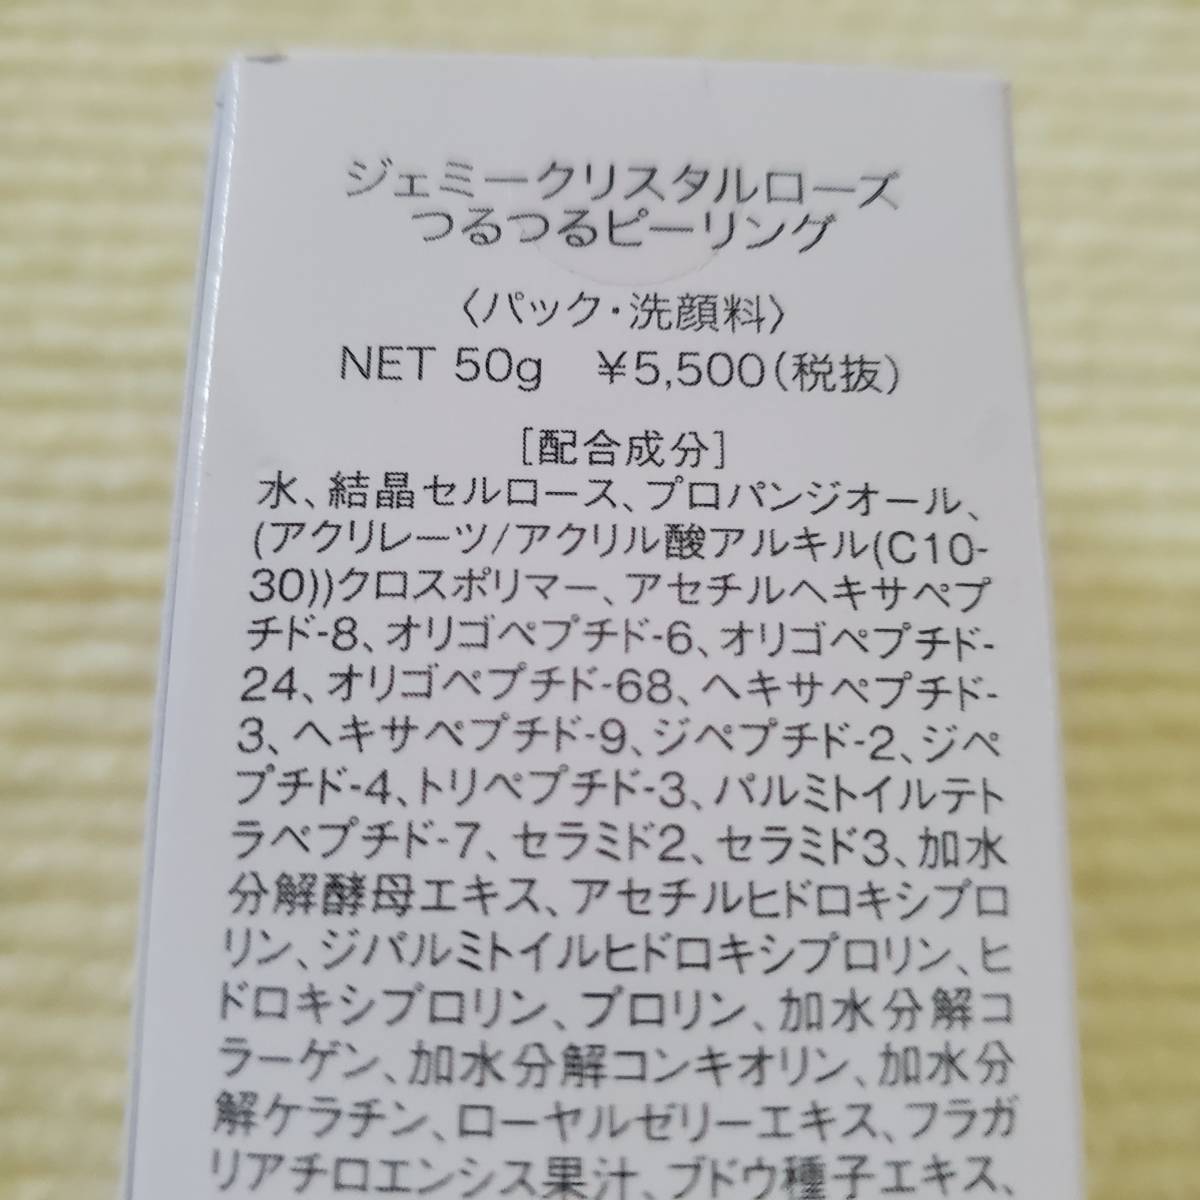 ジェミークリスタルローズ
つるつるピーリング
〈パック・洗顔料〉
NET 50g ¥5,500(税抜)
[配合成分]
水、結晶セルロース、プロパンジオール、
(アクリレーツ/アクリル酸アルキル(C10-
30))クロスポリマー、アセチルヘキサペプ
チド-8、オリゴペプチド-6、オリゴペプチド-
24、オリゴペプチド-68、ヘキサペプチド-
3、ヘキサペプチド-9、ジペプチド-2、ジペ
プチド-4、トリペプチド-3、パルミトイルテト
ラペプチド-7、セラミド2、セラミド3、加水
分解酵母エキス、アセチルヒドロキシプロ
リン、ジパルミトイルヒドロキシプロリン、ヒ
ドロキシプロリン、プロリン、加水分解コ
ラーゲン、加水分解コンキオリン、加水分
解ケラチン、ローヤルゼリーエキス、フラガ
リアチロエンシス果汁、ブドウ種子エキス、